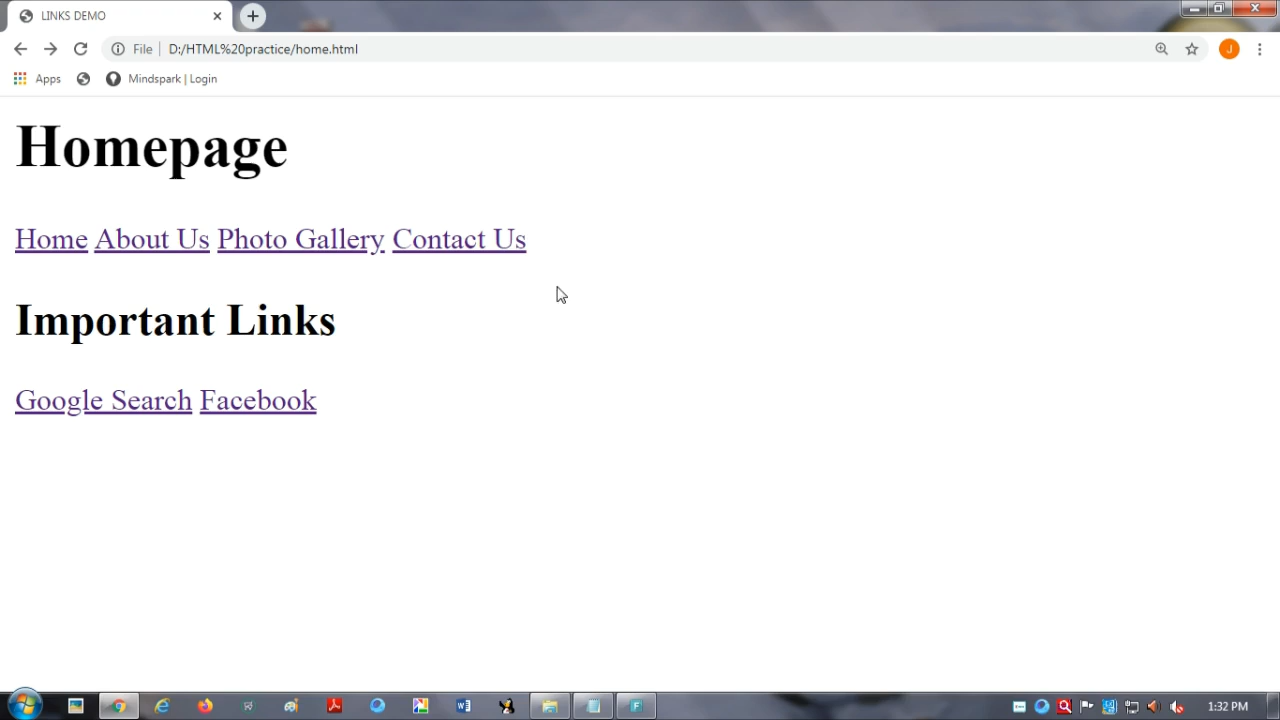 LINKS DEMO
File D:/HTML%20practice/home.html
J
Apps Mindspark | Login
Homepage
Home About Us Photo Gallery Contact Us
Important Links
Google Search Facebook
1:32 PM